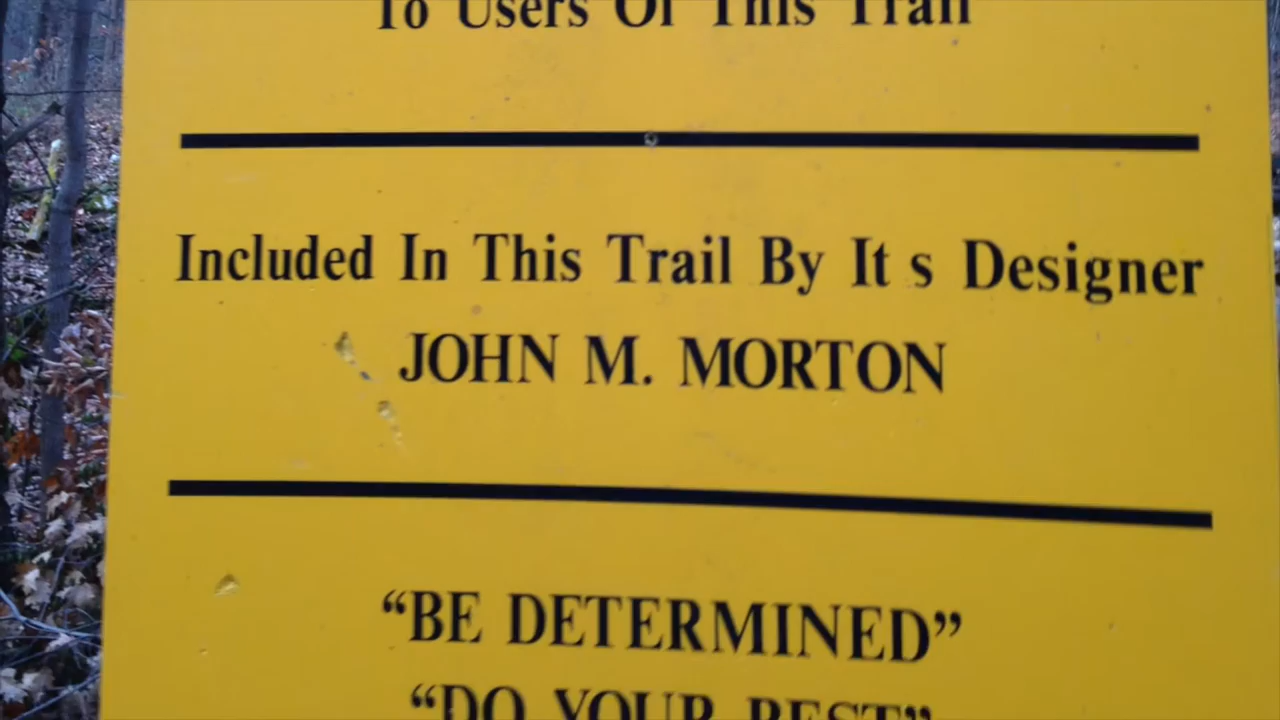 To Users Of This Trail
Included In This Trail By It s Designer
JOHN M. MORTON
“BE DETERMINED”
“DO YOUR BEST”